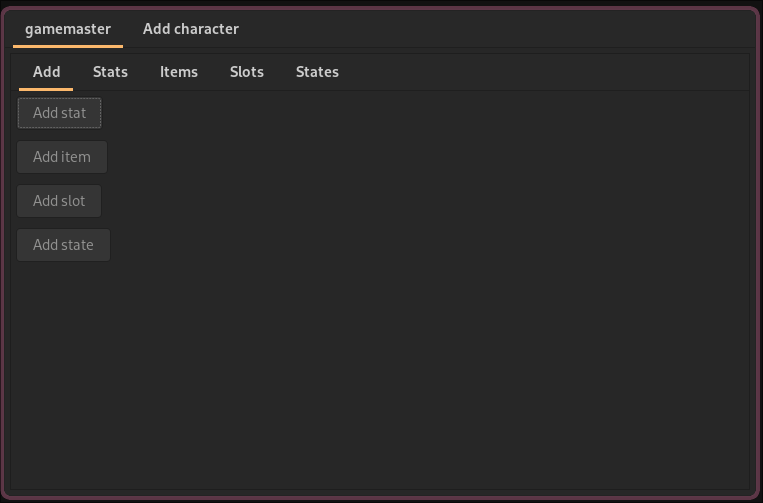 gamemaster Add character
Add Stats Items Slots States
Add stat
Add item
Add slot
Add state